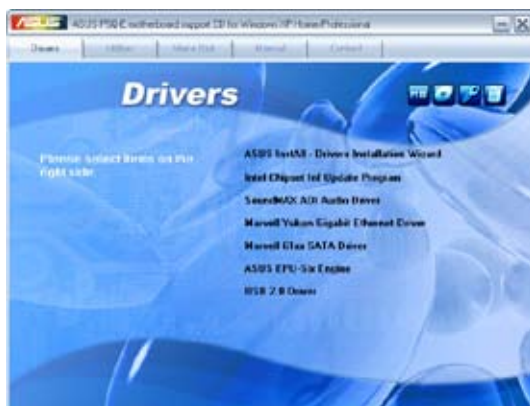 ASUS P5Q-E motherboard support CD for Windows XP Home/Professional
Drivers Utilities Make Disk Manual Contact
Drivers
Please select items on the right side.
ASUS InstAll - Drivers Installation Wizard
Intel Chipset Inf Update Program
SoundMAX ADI Audio Driver
Marvell Yukon Gigabit Ethernet Driver
Marvell 61xx SATA Driver
ASUS EPU-Six Engine
USB 2.0 Driver